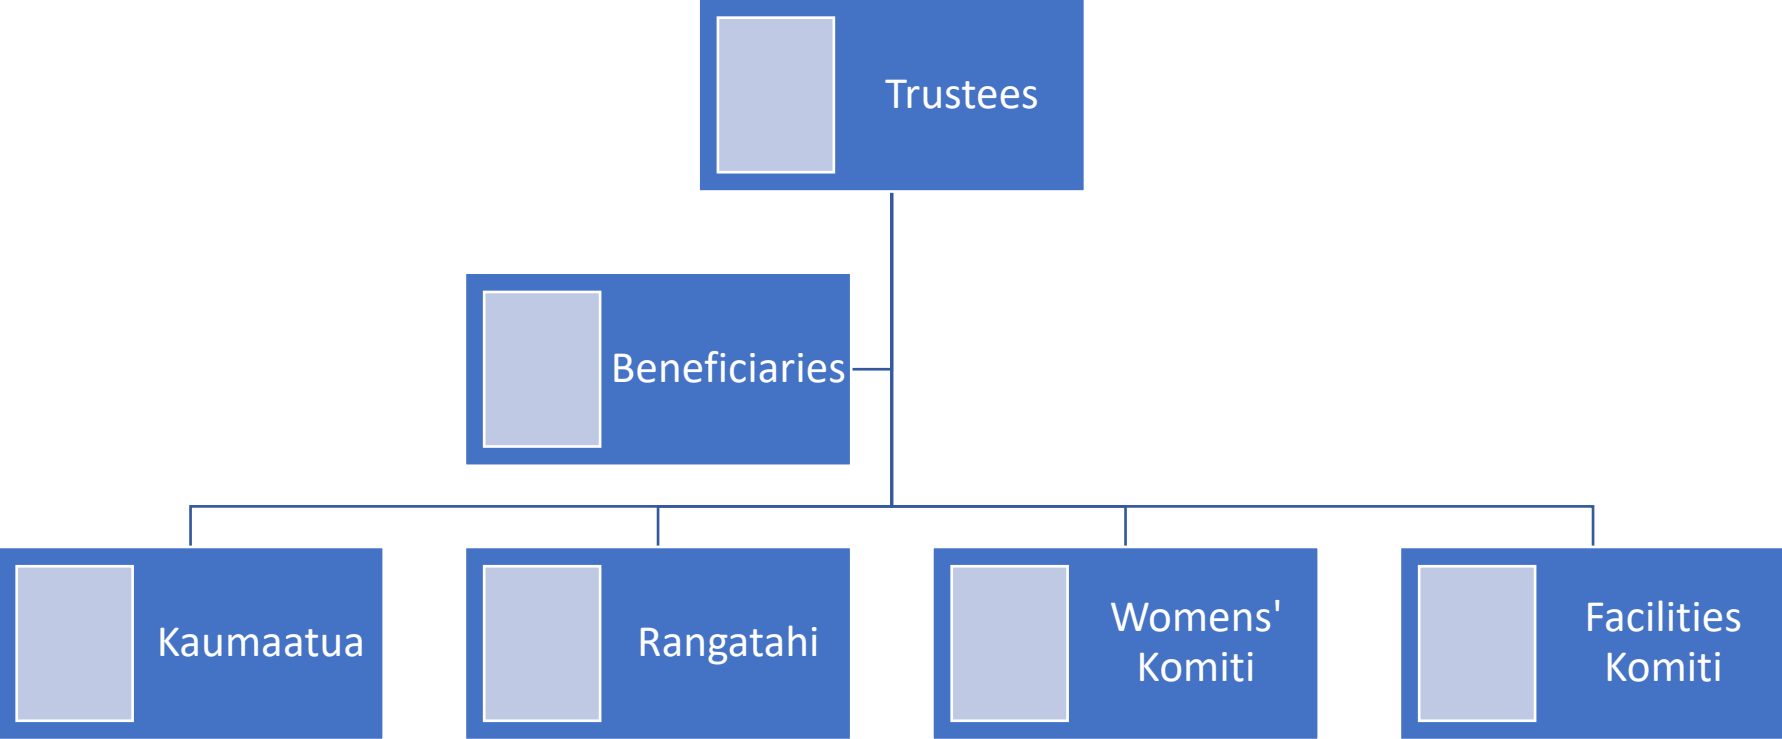 Trustees
Beneficiaries
Kaumaatua
Rangatahi
Womens'
Komiti
Facilities
Komiti